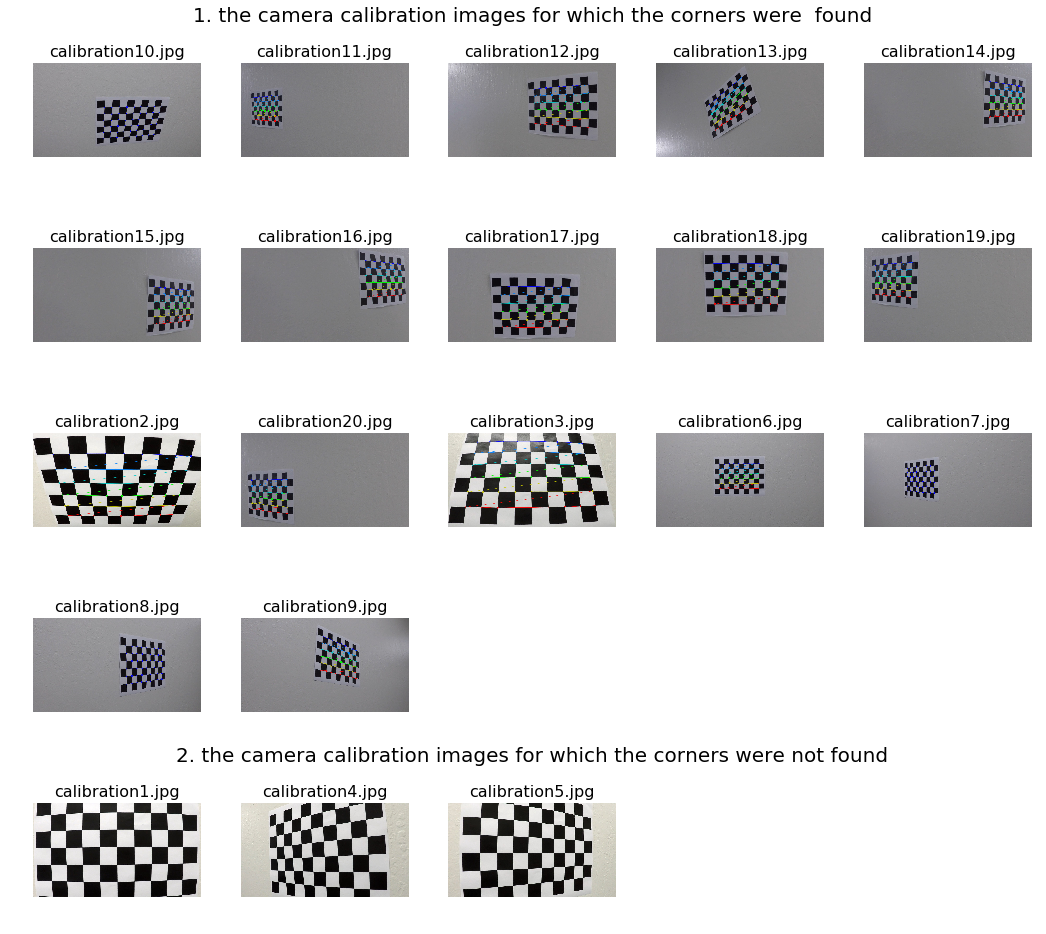 1. the camera calibration images for which the corners were  found
calibration10.jpg
calibration11.jpg
calibration12.jpg
calibration13.jpg
calibration14.jpg
calibration15.jpg
calibration16.jpg
calibration17.jpg
calibration18.jpg
calibration19.jpg
calibration2.jpg
calibration20.jpg
calibration3.jpg
calibration6.jpg
calibration7.jpg
calibration8.jpg
calibration9.jpg
2. the camera calibration images for which the corners were not found
calibration1.jpg
calibration4.jpg
calibration5.jpg